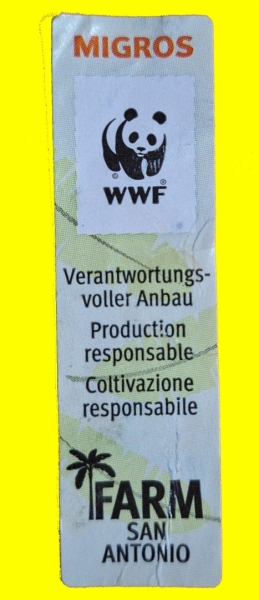 MIGROS
©
®
WWF
Verantwortungs-
voller Anbau
Production
responsable
Coltivazione
responsabile
FARM
SAN
ANTONIO